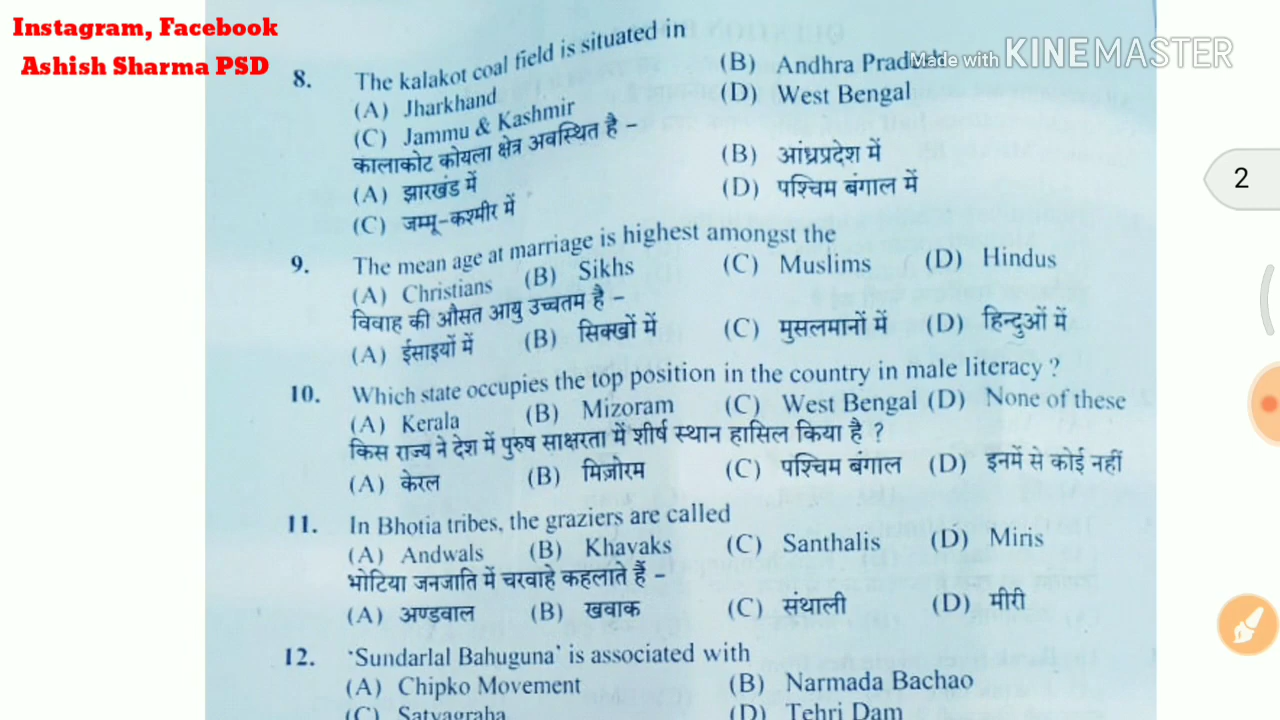 Instagram, Facebook
Ashish Sharma PSD
Made with KINEMASTER
2
8. The kalakot coal field is situated in
(A) Jharkhand (B) Andhra Pradesh
(C) Jammu & Kashmir (D) West Bengal
कालाकोट कोयला क्षेत्र अवस्थित है –
(A) झारखंड में (B) आंध्रप्रदेश में
(C) जम्मू-कश्मीर में (D) पश्चिम बंगाल में
9. The mean age at marriage is highest amongst the
(A) Christians (B) Sikhs (C) Muslims (D) Hindus
विवाह की औसत आयु उच्चतम है –
(A) ईसाइयों में (B) सिक्खों में (C) मुसलमानों में (D) हिन्दुओं में
10. Which state occupies the top position in the country in male literacy ?
(A) Kerala (B) Mizoram (C) West Bengal (D) None of these
किस राज्य ने देश में पुरुष साक्षरता में शीर्ष स्थान हासिल किया है ?
(A) केरल (B) मिज़ोरम (C) पश्चिम बंगाल (D) इनमें से कोई नहीं
11. In Bhotia tribes, the graziers are called
(A) Andwals (B) Khavaks (C) Santhalis (D) Miris
भोटिया जनजाति में चरवाहे कहलाते हैं –
(A) अण्डवाल (B) खवाक (C) संथाली (D) मीरी
12. ‘Sundarlal Bahuguna’ is associated with
(A) Chipko Movement (B) Narmada Bachao
(C) Satyagraha (D) Tehri Dam